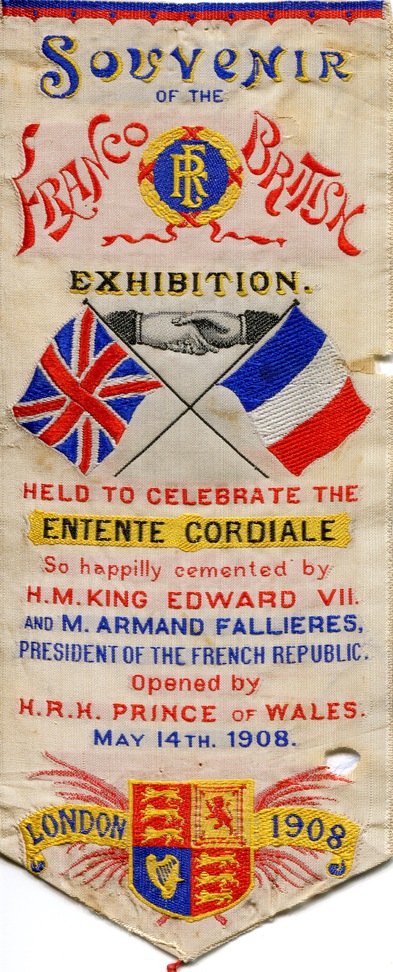 SOUVENIR
OF THE
FRANCO BRITISH
RF
EXHIBITION.
HELD TO CELEBRATE THE
ENTENTE CORDIALE
So happily cemented by
H.M. KING EDWARD VII.
AND M. ARMAND FALLIERES,
PRESIDENT OF THE FRENCH REPUBLIC.
Opened by
H.R.H. PRINCE OF WALES.
MAY 14TH. 1908.
LONDON 1908